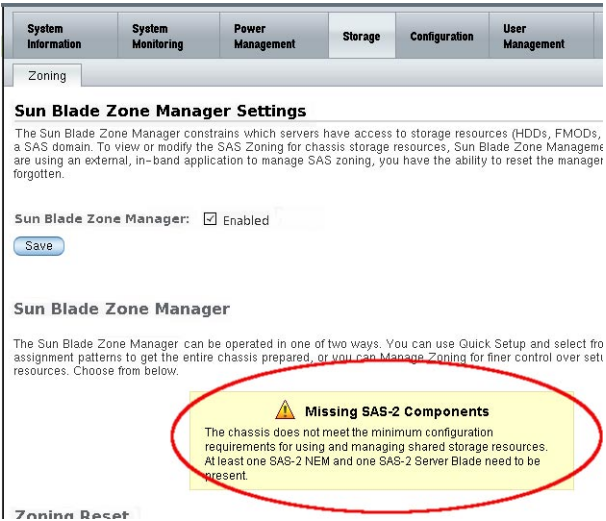 System Information System Monitoring Power Management Storage Configuration User Management
Zoning
Sun Blade Zone Manager Settings
The Sun Blade Zone Manager constrains which servers have access to storage resources (HDDs, FMODs,
a SAS domain. To view or modify the SAS Zoning for chassis storage resources, Sun Blade Zone Manageme
are using an external, in-band application to manage SAS zoning, you have the ability to reset the manager
forgotten.
Sun Blade Zone Manager: Enabled
Save
Sun Blade Zone Manager
The Sun Blade Zone Manager can be operated in one of two ways. You can use Quick Setup and select fro
assignment patterns to get the entire chassis prepared, or you can Manage Zoning for finer control over setu
resources. Choose from below.
Missing SAS-2 Components
The chassis does not meet the minimum configuration
requirements for using and managing shared storage resources.
At least one SAS-2 NEM and one SAS-2 Server Blade need to be
present.
Zoning Reset